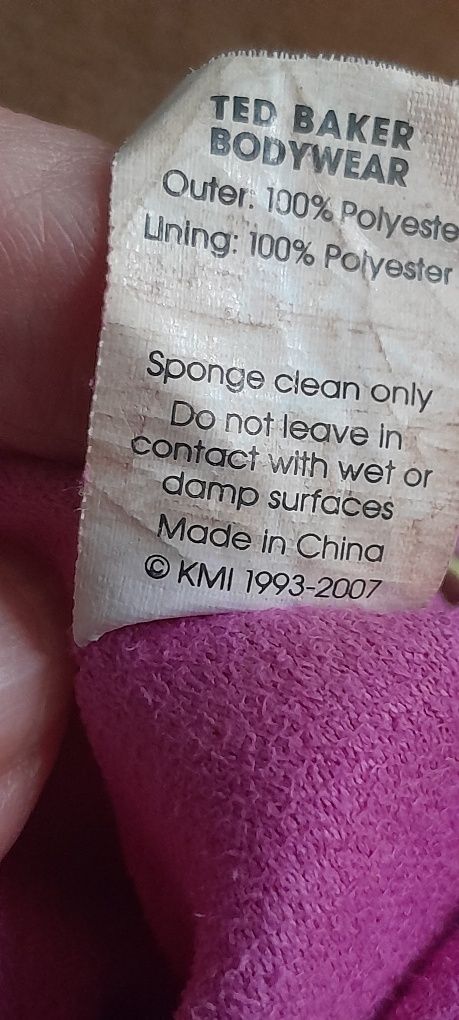 TED BAKER
BODYWEAR
Outer: 100% Polyeste
Lining: 100% Polyester
Sponge clean only
Do not leave in
contact with wet or
damp surfaces
Made in China
© KMI 1993-2007